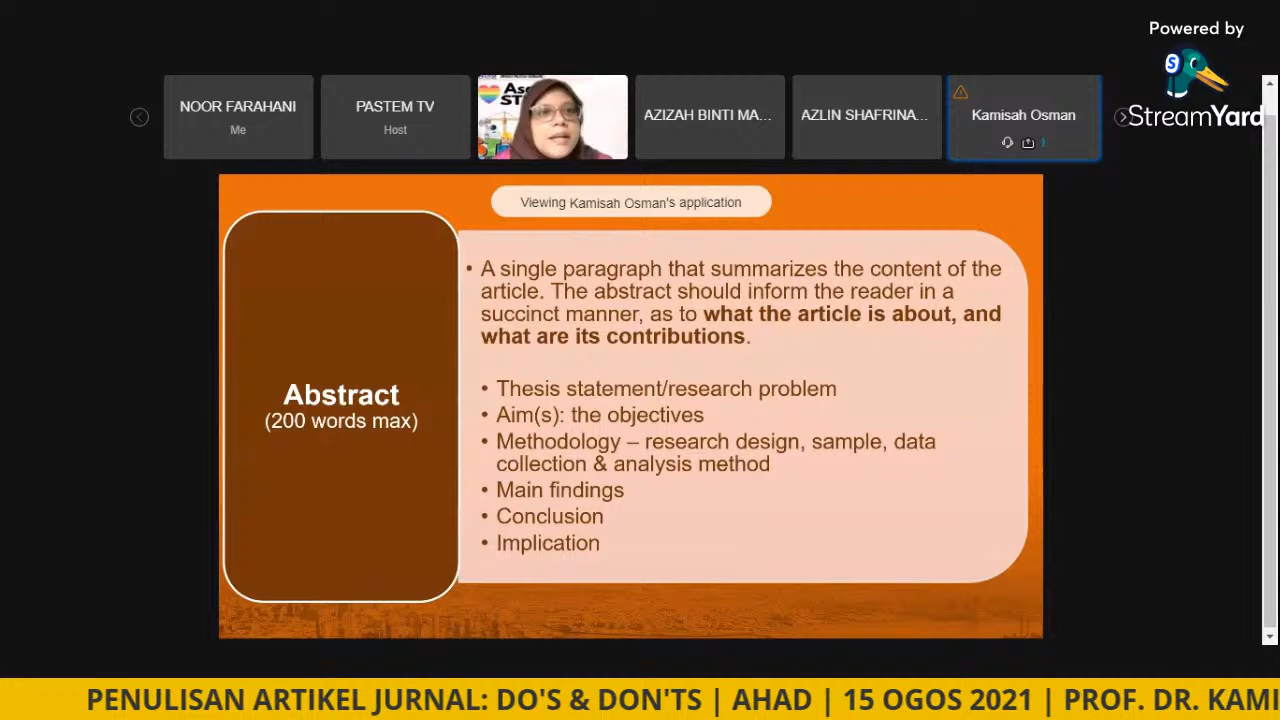 Powered by
StreamYard
NOOR FARAHANI
Me
PASTEM TV
Host
AZIZAH BINTI MA...
AZLIN SHAFRINA...
Kamisah Osman
Viewing Kamisah Osman's application
Abstract
(200 words max)
• A single paragraph that summarizes the content of the
article. The abstract should inform the reader in a
succinct manner, as to what the article is about, and
what are its contributions.
• Thesis statement/research problem
• Aim(s): the objectives
• Methodology – research design, sample, data
collection & analysis method
• Main findings
• Conclusion
• Implication
PENULISAN ARTIKEL JURNAL: DO'S & DON'TS | AHAD | 15 OGOS 2021 | PROF. DR. KAMI